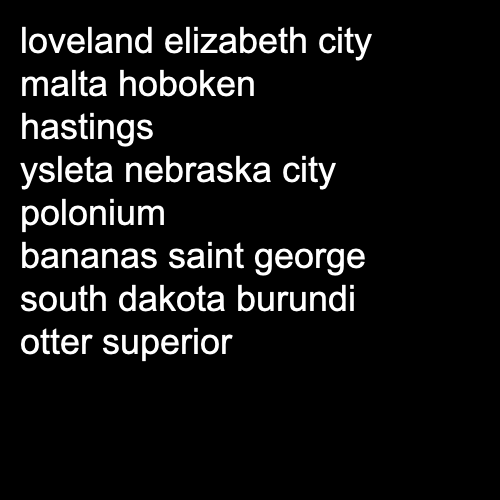 loveland elizabeth city
malta hoboken
hastings
ysleta nebraska city
polonium
bananas saint george
south dakota burundi
otter superior